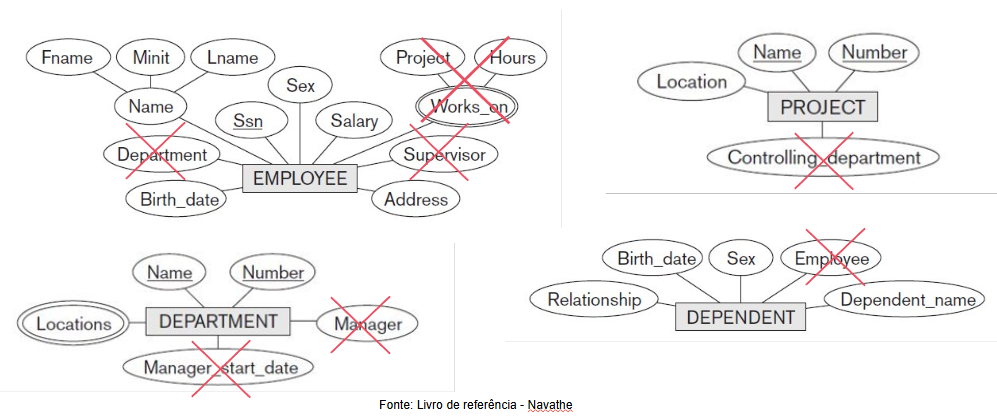 Fname Minit Lname
Name
Sex
Ssn
Salary
Project Hours
Works_on
Department
Supervisor
EMPLOYEE
Birth_date
Address
Name Number
Location
PROJECT
Controlling_department
Name Number
Locations
DEPARTMENT
Manager
Manager_start_date
Birth_date Sex Employee
Relationship
Dependent_name
DEPENDENT
Fonte: Livro de referência - Navathe